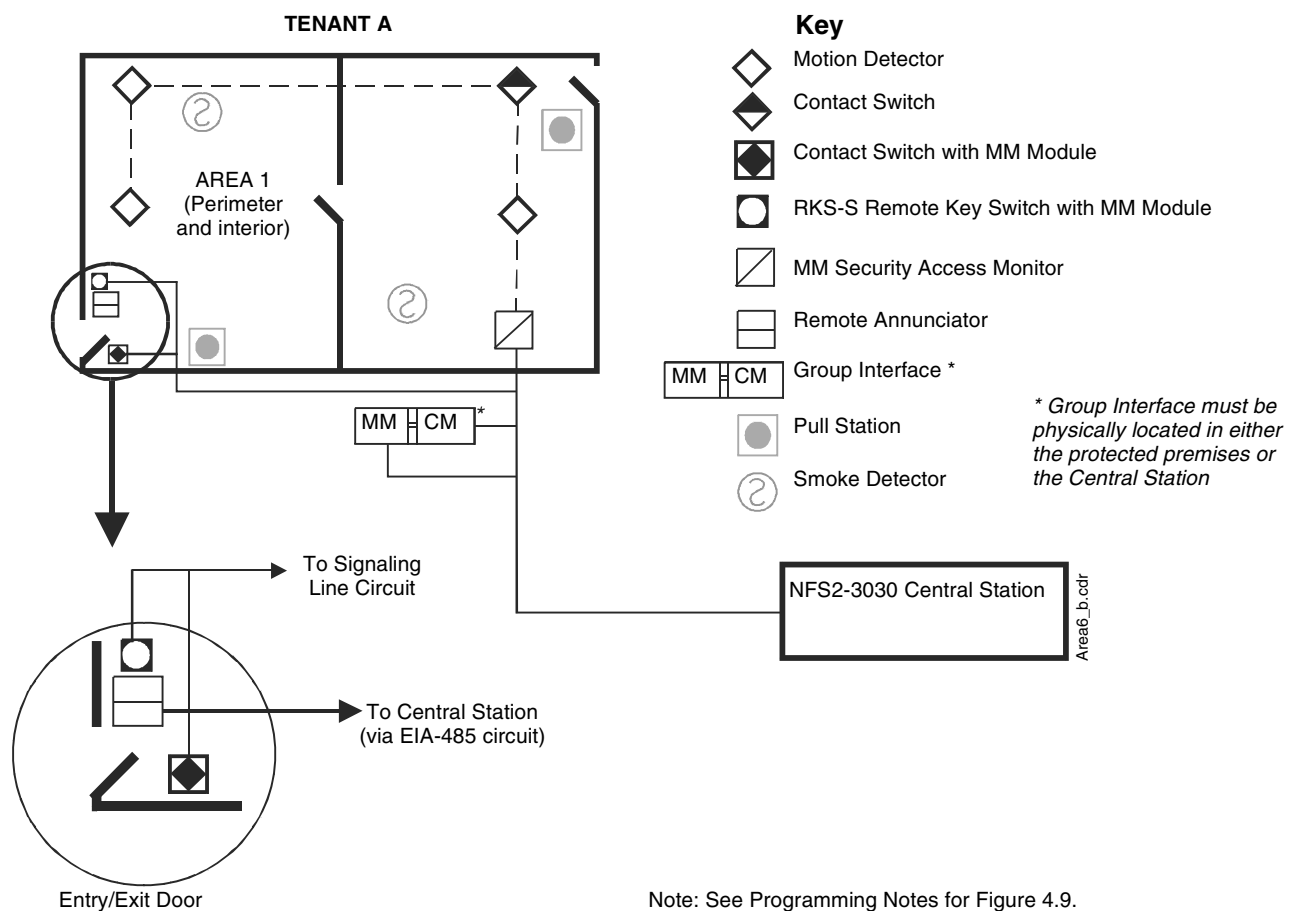 TENANT A
AREA 1
(Perimeter
and interior)
MM
CM
*
Key
Motion Detector
Contact Switch
Contact Switch with MM Module
RKS-S Remote Key Switch with MM Module
MM Security Access Monitor
Remote Annunciator
MM
CM
Group Interface *
Pull Station
Smoke Detector
* Group Interface must be
physically located in either
the protected premises or
the Central Station
To Signaling
Line Circuit
NFS2-3030 Central Station
Area6_b.cdr
To Central Station
(via EIA-485 circuit)
Entry/Exit Door
Note: See Programming Notes for Figure 4.9.